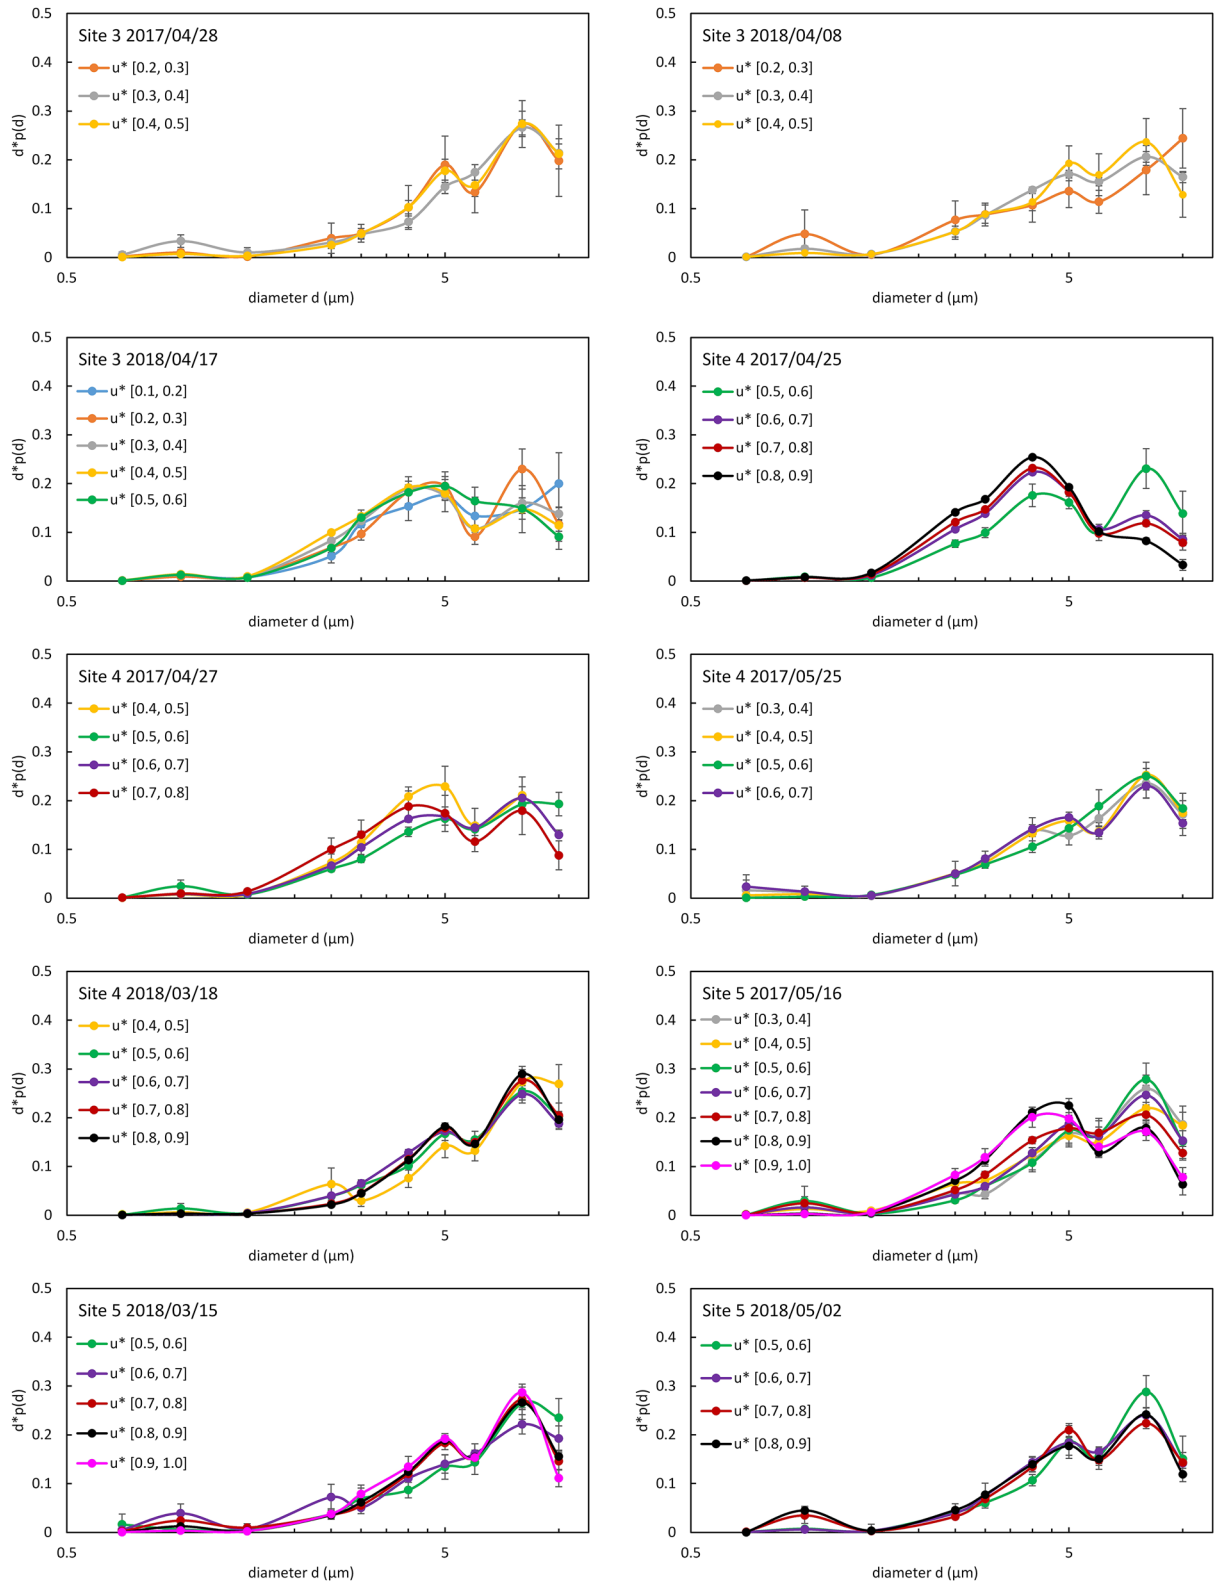 Site 3 2017/04/28
u* [0.2, 0.3]
u* [0.3, 0.4]
u* [0.4, 0.5]
d*p(d)
0.5
0.4
0.3
0.2
0.1
0
0.5
5
diameter d (µm)
Site 3 2018/04/08
u* [0.2, 0.3]
u* [0.3, 0.4]
u* [0.4, 0.5]
d*p(d)
0.5
0.4
0.3
0.2
0.1
0
0.5
5
diameter d (µm)
Site 3 2018/04/17
u* [0.1, 0.2]
u* [0.2, 0.3]
u* [0.3, 0.4]
u* [0.4, 0.5]
u* [0.5, 0.6]
d*p(d)
0.5
0.4
0.3
0.2
0.1
0
0.5
5
diameter d (µm)
Site 4 2017/04/25
u* [0.5, 0.6]
u* [0.6, 0.7]
u* [0.7, 0.8]
u* [0.8, 0.9]
d*p(d)
0.5
0.4
0.3
0.2
0.1
0
0.5
5
diameter d (µm)
Site 4 2017/04/27
u* [0.4, 0.5]
u* [0.5, 0.6]
u* [0.6, 0.7]
u* [0.7, 0.8]
d*p(d)
0.5
0.4
0.3
0.2
0.1
0
0.5
5
diameter d (µm)
Site 4 2017/05/25
u* [0.3, 0.4]
u* [0.4, 0.5]
u* [0.5, 0.6]
u* [0.6, 0.7]
d*p(d)
0.5
0.4
0.3
0.2
0.1
0
0.5
5
diameter d (µm)
Site 4 2018/03/18
u* [0.4, 0.5]
u* [0.5, 0.6]
u* [0.6, 0.7]
u* [0.7, 0.8]
u* [0.8, 0.9]
d*p(d)
0.5
0.4
0.3
0.2
0.1
0
0.5
5
diameter d (µm)
Site 5 2017/05/16
u* [0.3, 0.4]
u* [0.4, 0.5]
u* [0.5, 0.6]
u* [0.6, 0.7]
u* [0.7, 0.8]
u* [0.8, 0.9]
u* [0.9, 1.0]
d*p(d)
0.5
0.4
0.3
0.2
0.1
0
0.5
5
diameter d (µm)
Site 5 2018/03/15
u* [0.5, 0.6]
u* [0.6, 0.7]
u* [0.7, 0.8]
u* [0.8, 0.9]
u* [0.9, 1.0]
d*p(d)
0.5
0.4
0.3
0.2
0.1
0
0.5
5
diameter d (µm)
Site 5 2018/05/02
u* [0.5, 0.6]
u* [0.6, 0.7]
u* [0.7, 0.8]
u* [0.8, 0.9]
d*p(d)
0.5
0.4
0.3
0.2
0.1
0
0.5
5
diameter d (µm)